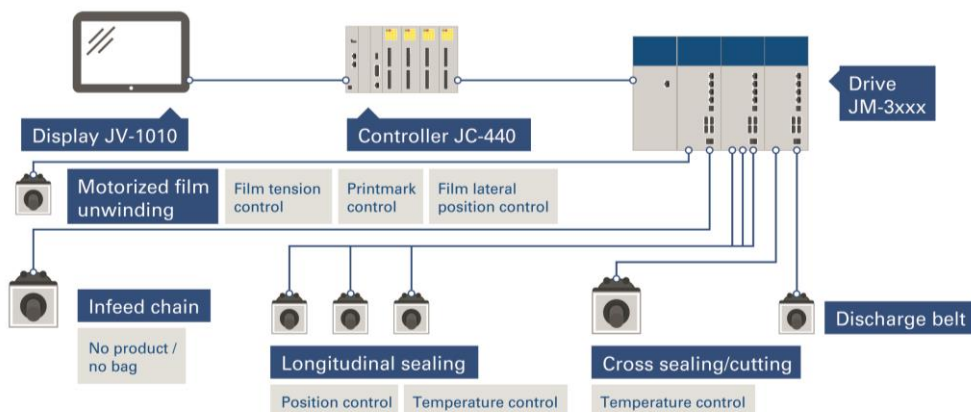 Display JV-1010
Controller JC-440
Drive
JM-3xxx
Motorized film
unwinding
Film tension
control
Printmark
control
Film lateral
position control
Infeed chain
No product /
no bag
Longitudinal sealing
Position control
Temperature control
Cross sealing/cutting
Temperature control
Discharge belt